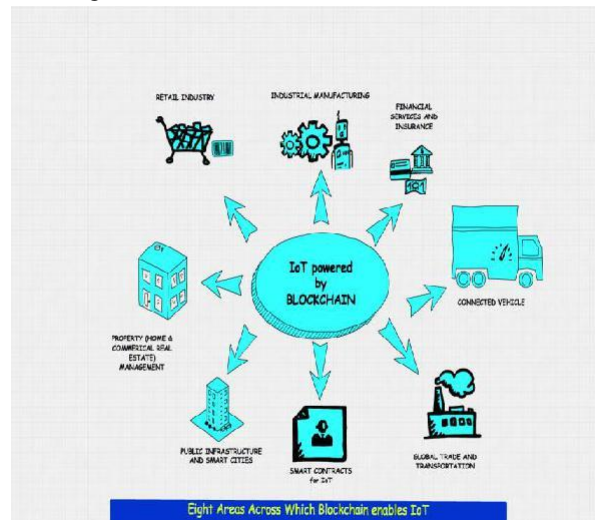 RETAIL INDUSTRY
INDUSTRIAL MANUFACTURING
FINANCIAL
SERVICES AND
INSURANCE
IoT powered
by
BLOCKCHAIN
CONNECTED VEHICLE
PROPERTY (HOME &
COMMERICAL REAL
ESTATE)
MANAGEMENT
PUBLIC INFRASTRUCTURE
AND SMART CITIES
SMART CONTRACTS
for IoT
GLOBAL TRADE AND
TRANSPORTATION
Eight Areas Across Which Blockchain enables IoT